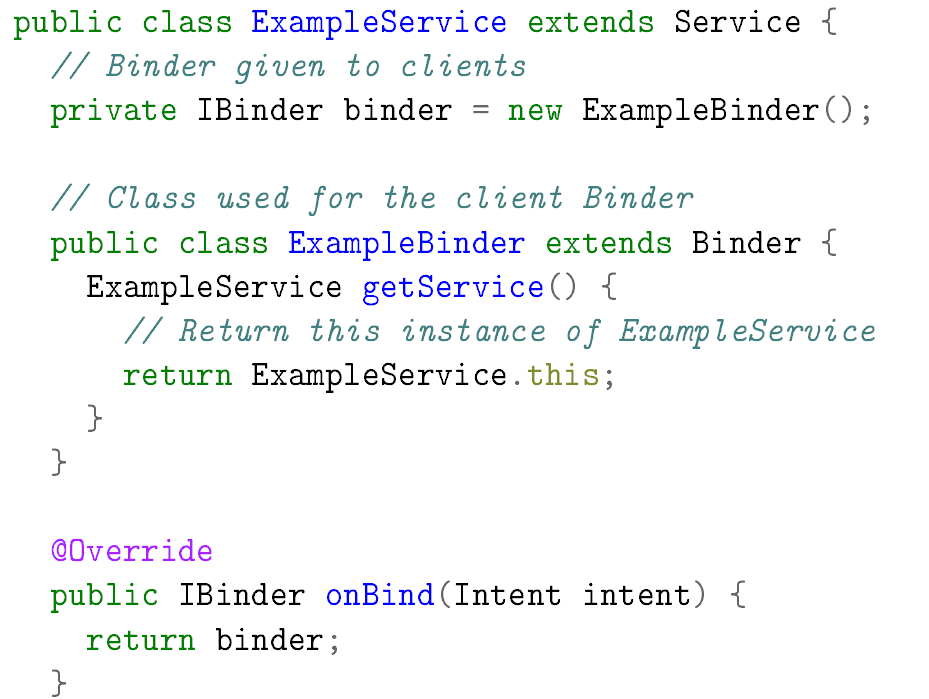 public class ExampleService extends Service {
  // Binder given to clients
  private IBinder binder = new ExampleBinder();

  // Class used for the client Binder
  public class ExampleBinder extends Binder {
    ExampleService getService() {
      // Return this instance of ExampleService
      return ExampleService.this;
    }
  }

  @Override
  public IBinder onBind(Intent intent) {
    return binder;
  }